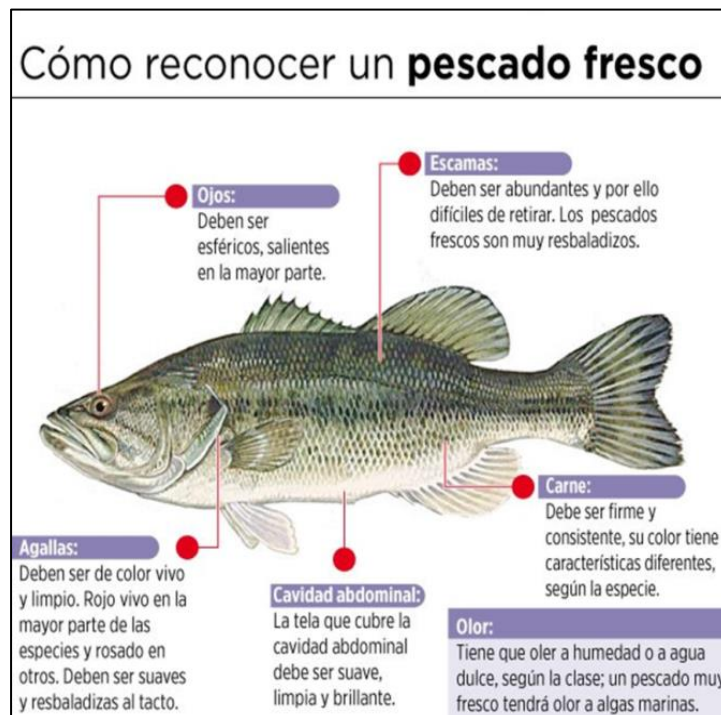 Cómo reconocer un pescado fresco
Ojos:
Deben ser
esféricos, salientes
en la mayor parte.
Escamas:
Deben ser abundantes y por ello
difíciles de retirar. Los pescados
frescos son muy resbaladizos.
Agallas:
Deben ser de color vivo
y limpio. Rojo vivo en la
mayor parte de las
especies y rosado en
otros. Deben ser suaves
y resbaladizas al tacto.
Cavidad abdominal:
La tela que cubre la
cavidad abdominal
debe ser suave,
limpia y brillante.
Carne:
Debe ser firme y
consistente, su color tiene
características diferentes,
según la especie.
Olor:
Tiene que oler a humedad o a agua
dulce, según la clase; un pescado muy
fresco tendrá olor a algas marinas.